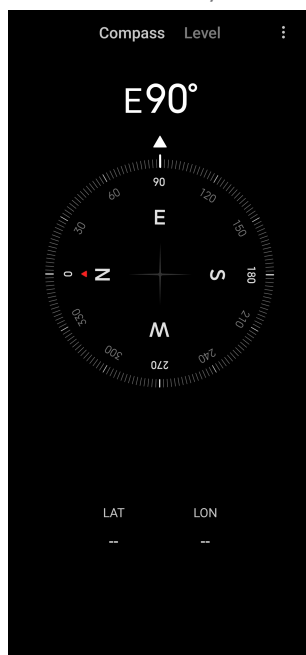 Compass Level
E90°
90
60 120
E
30 150
0 N S 180
330 210
W
300 240
270
LAT LON
-- --